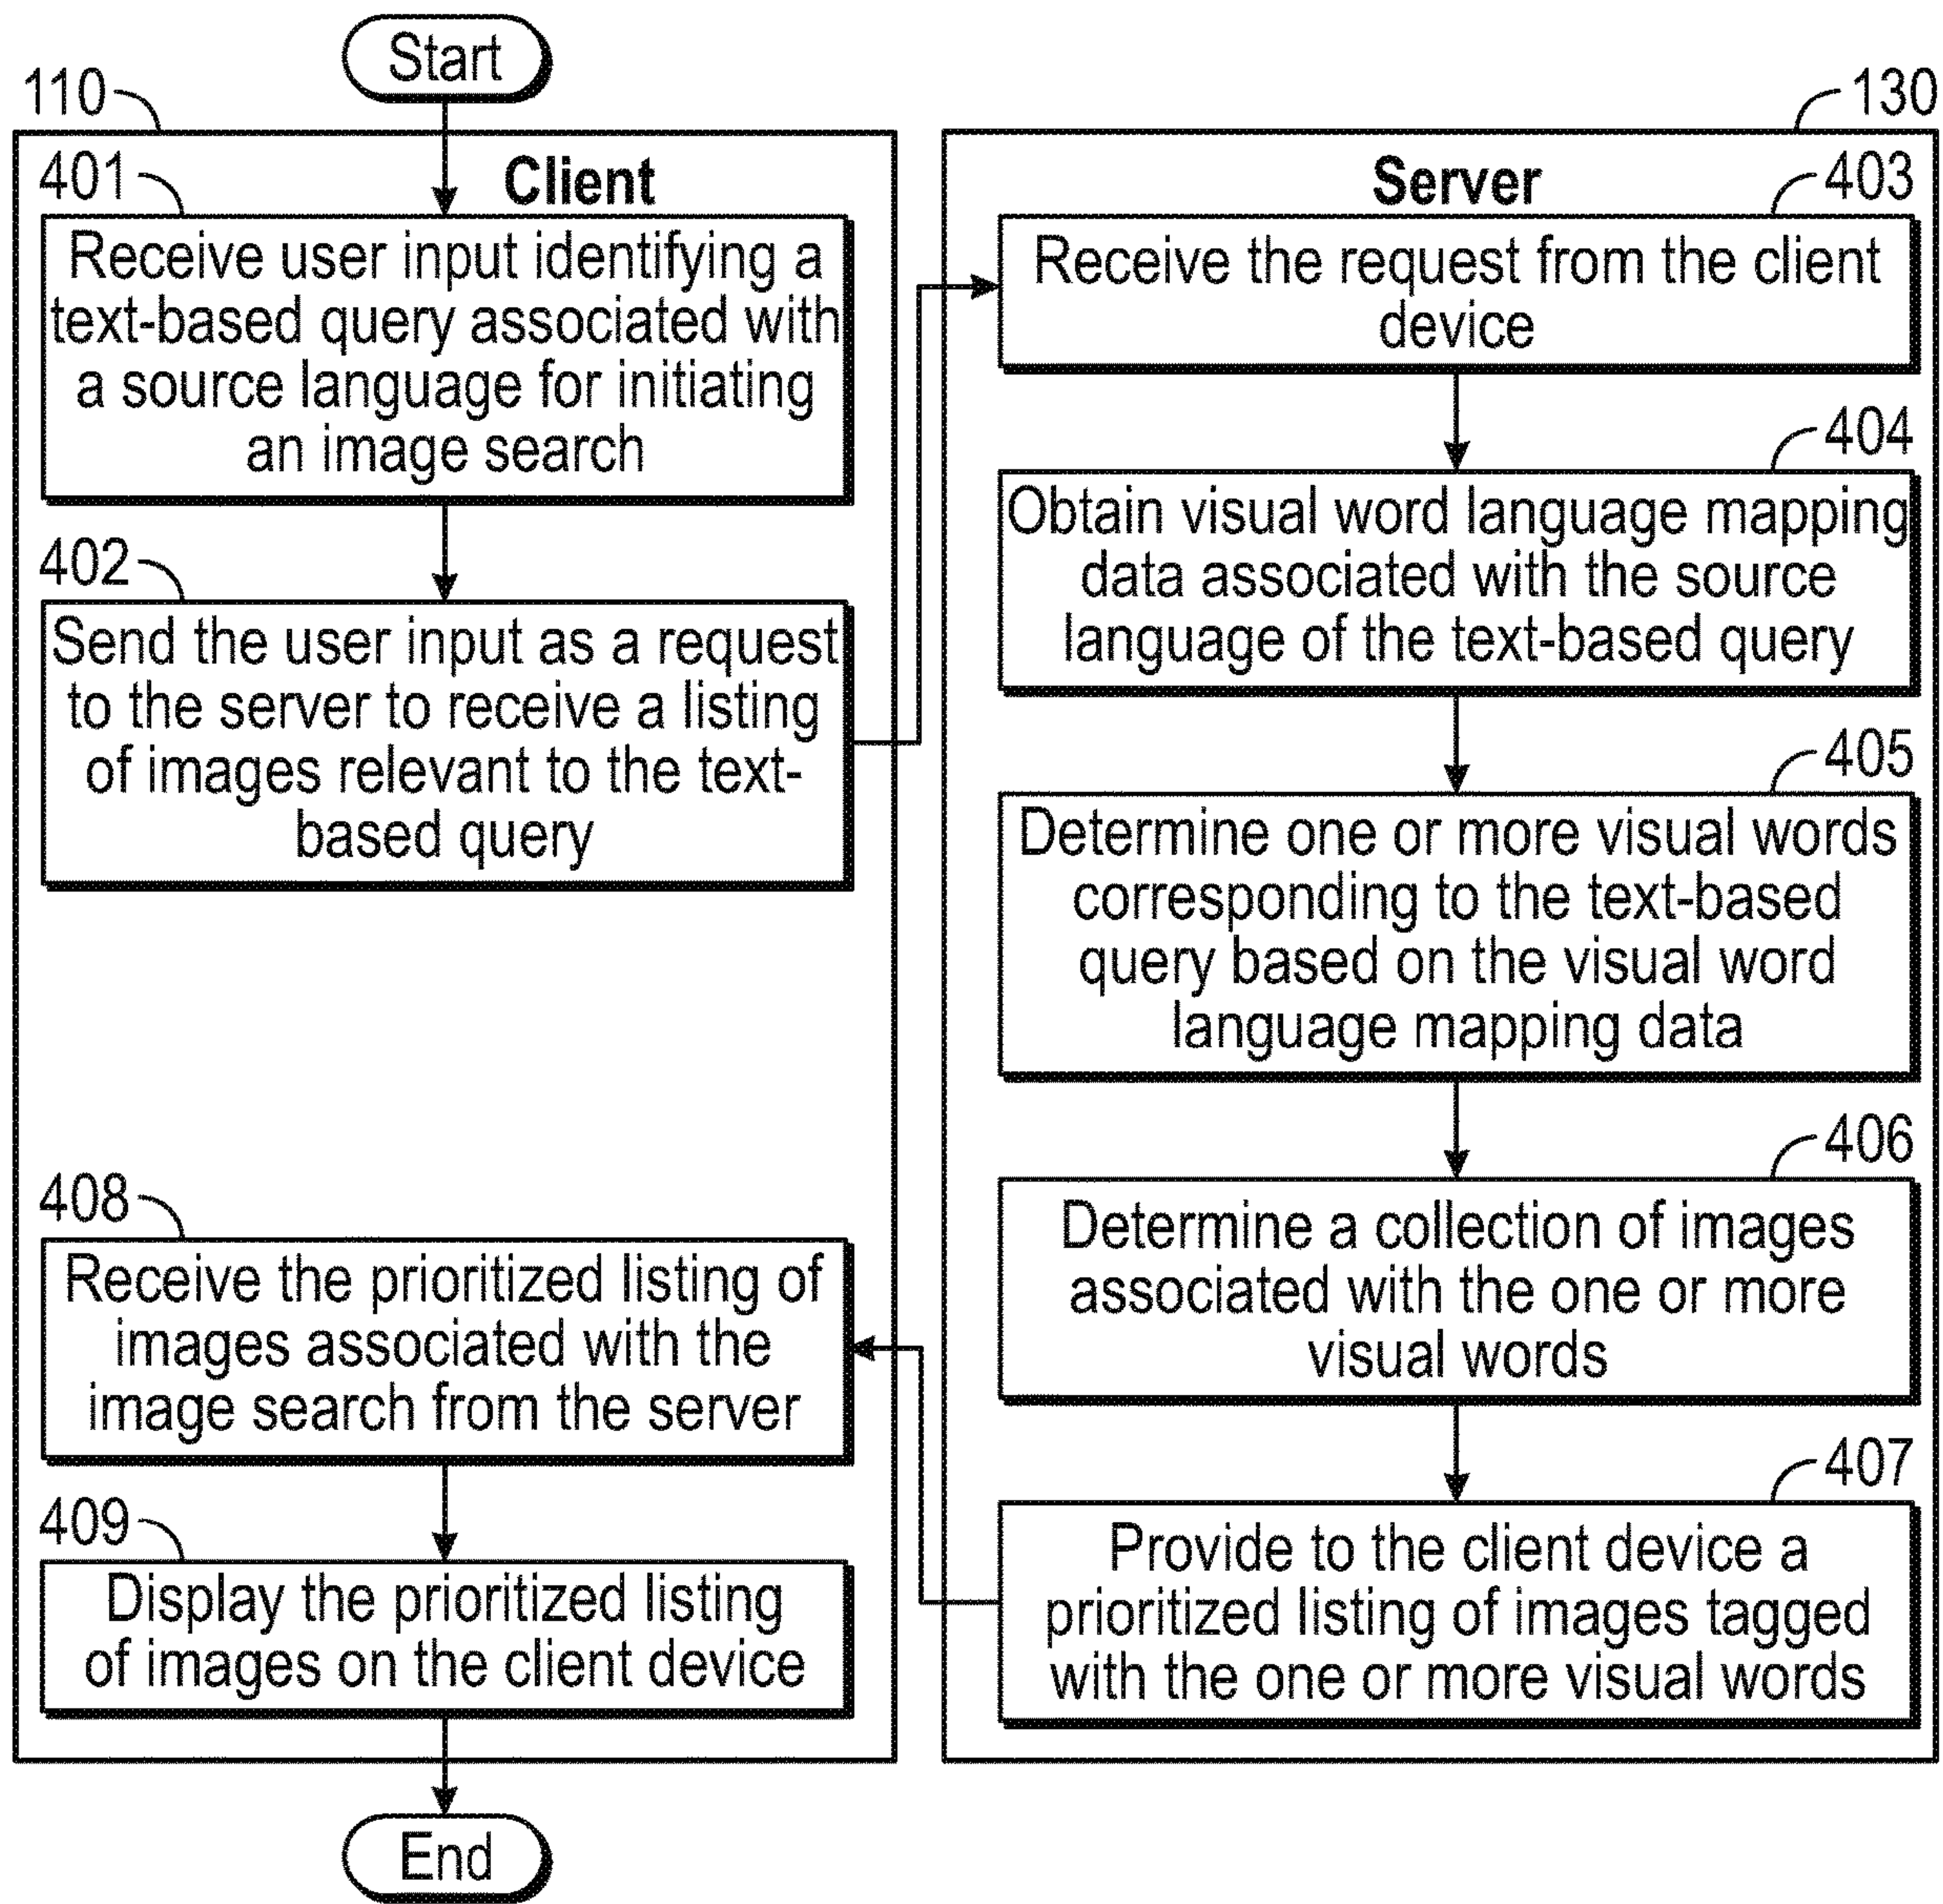 Start
110
Client
401
Receive user input identifying a
text-based query associated with
a source language for initiating
an image search
402
Send the user input as a request
to the server to receive a listing
of images relevant to the text-
based query
130
Server
403
Receive the request from the client
device
404
Obtain visual word language mapping
data associated with the source
language of the text-based query
405
Determine one or more visual words
corresponding to the text-based
query based on the visual word
language mapping data
406
Determine a collection of images
associated with the one or more
visual words
407
Provide to the client device a
prioritized listing of images tagged
with the one or more visual words
408
Receive the prioritized listing of
images associated with the
image search from the server
409
Display the prioritized listing
of images on the client device
End